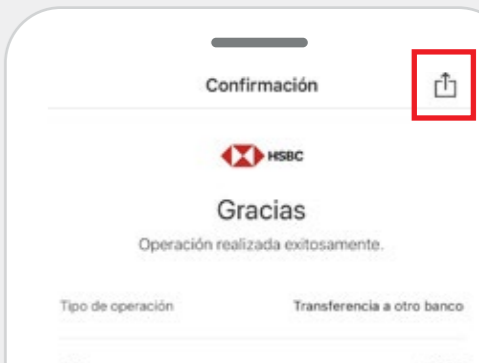 Confirmación
HSBC
Gracias
Operación realizada exitosamente.
Tipo de operación Transferencia a otro banco